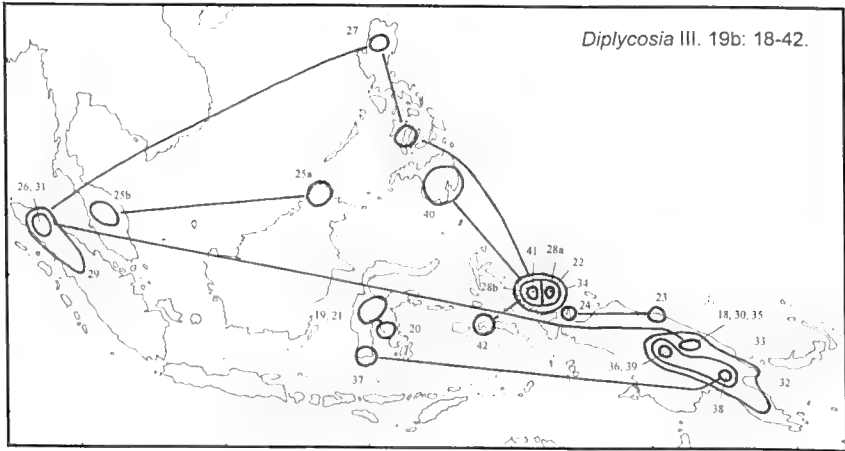 Diplycosia III. 19b: 18-42.
27
25a
26, 31
25b
40
29
41
28a
22
28b
34
24
23
19, 21
20
42
18, 30, 35
33
36, 39
32
37
38